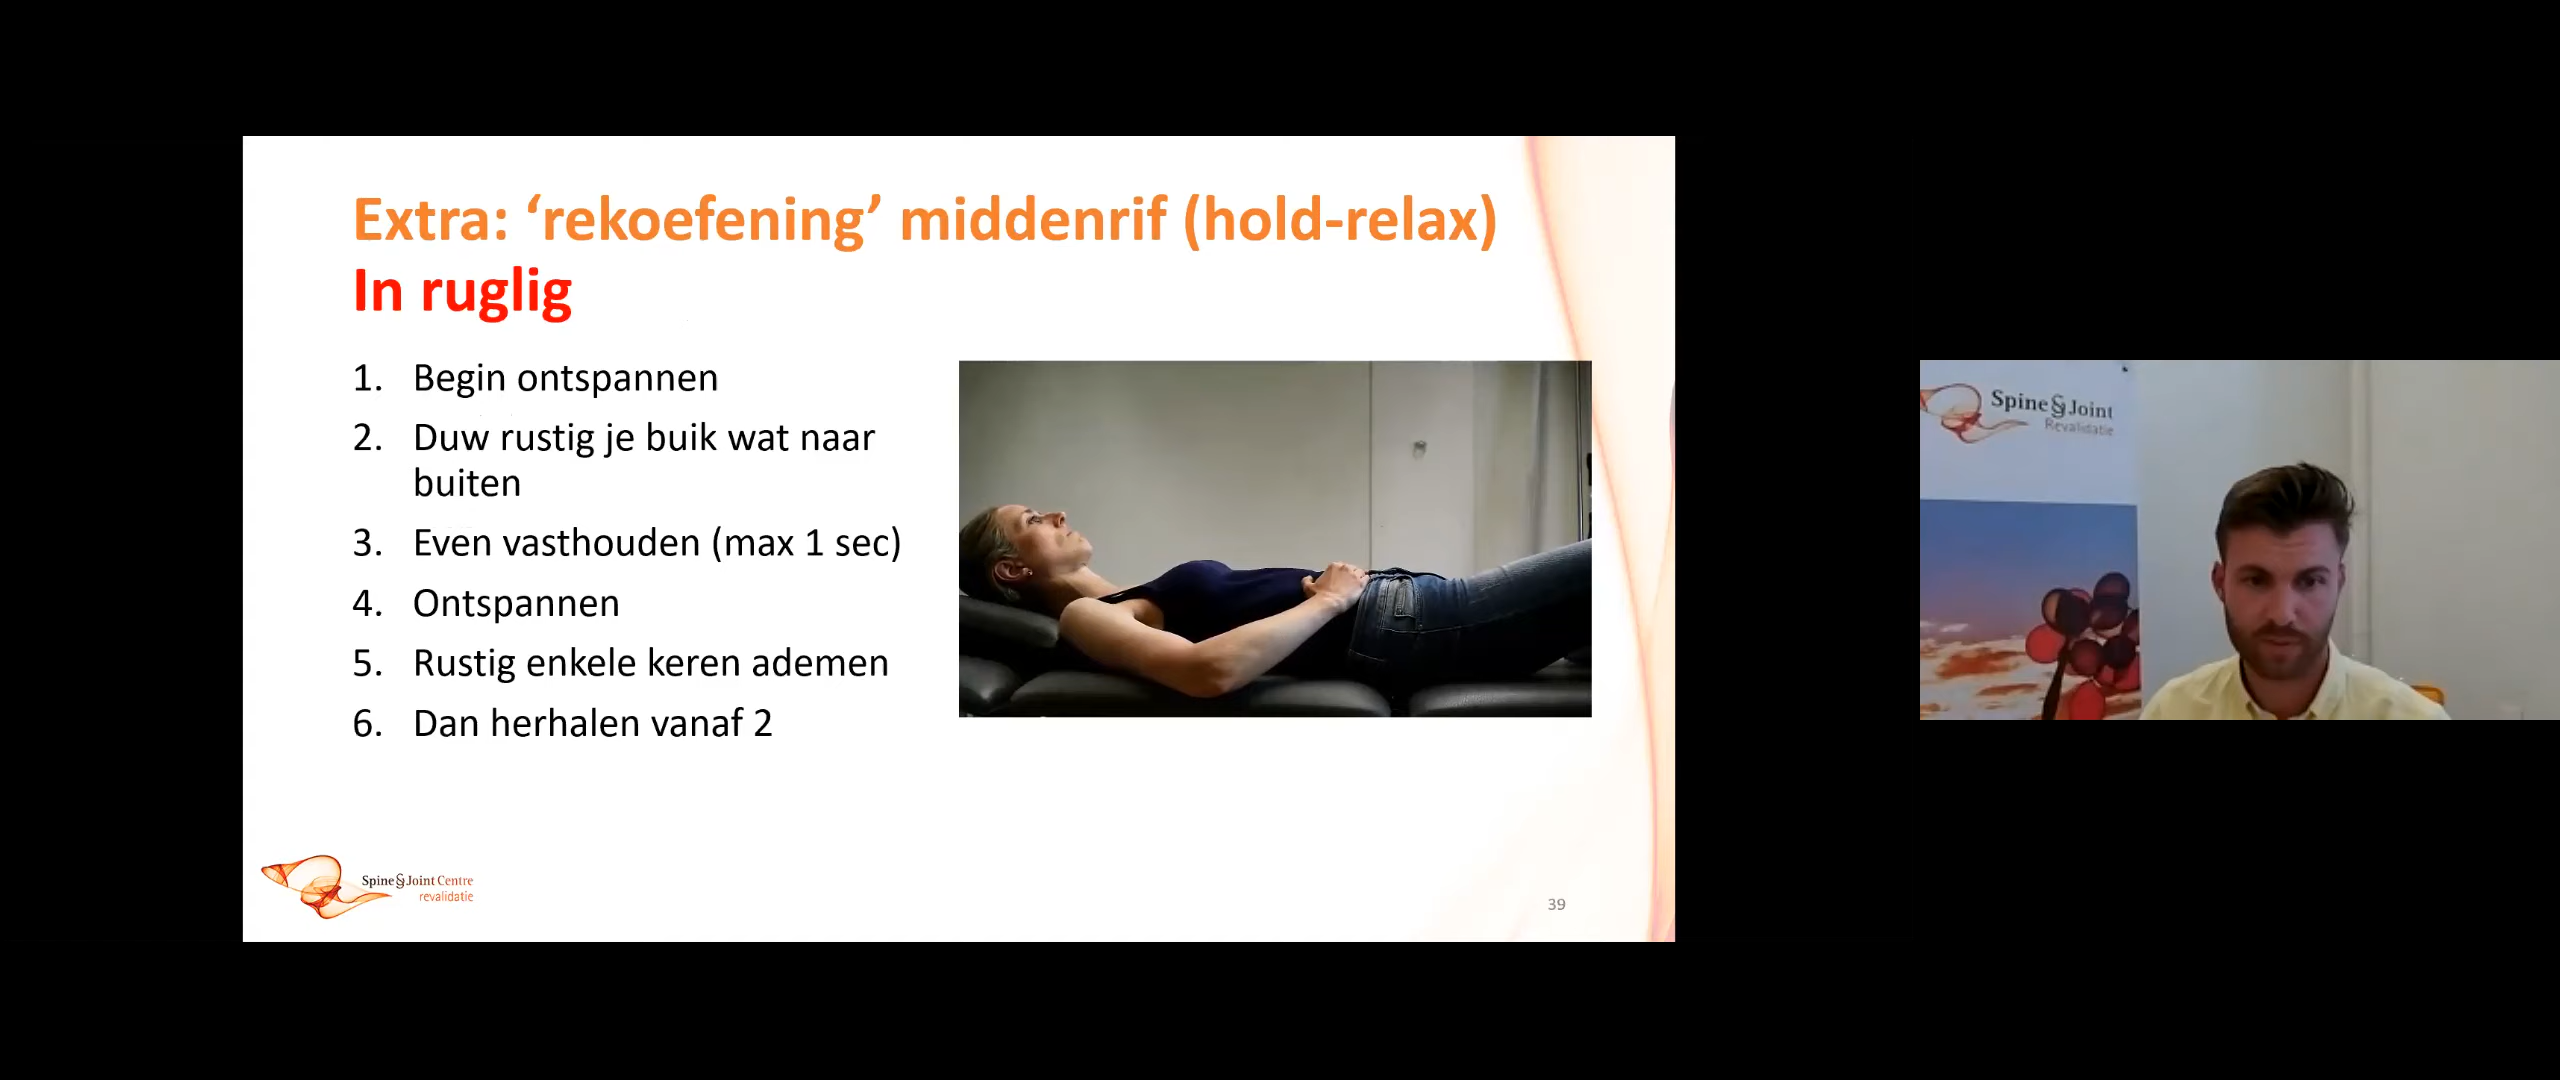 Extra: ‘rekoefening’ middenrif (hold-relax)
In ruglig
1. Begin ontspannen
2. Duw rustig je buik wat naar
buiten
3. Even vasthouden (max 1 sec)
4. Ontspannen
5. Rustig enkele keren ademen
6. Dan herhalen vanaf 2
Spine&Joint Centre
revalidatie
39
Spine&Joint
Revalidatie